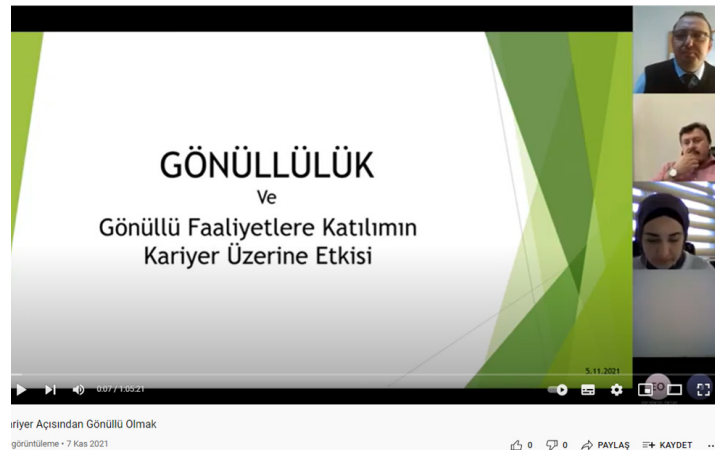 GÖNÜLLÜLÜK
Ve
Gönüllü Faaliyetlere Katılımın
Kariyer Üzerine Etkisi
5.11.2021
0:07 / 1:05:21
EO
ariyer Açısından Gönüllü Olmak
görüntüleme • 7 Kas 2021
0 0 PAYLAŞ KAYDET ...